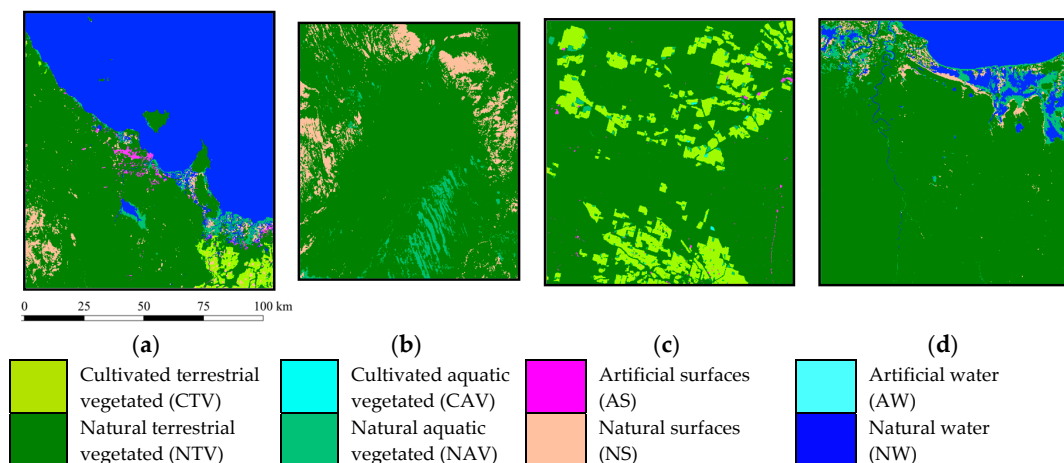 0 25 50 75 100 km
(a) (b) (c) (d)
Cultivated terrestrial Cultivated aquatic Artificial surfaces Artificial water
vegetated (CTV) vegetated (CAV) (AS) (AW)
Natural terrestrial Natural aquatic Natural surfaces Natural water
vegetated (NTV) vegetated (NAV) (NS) (NW)